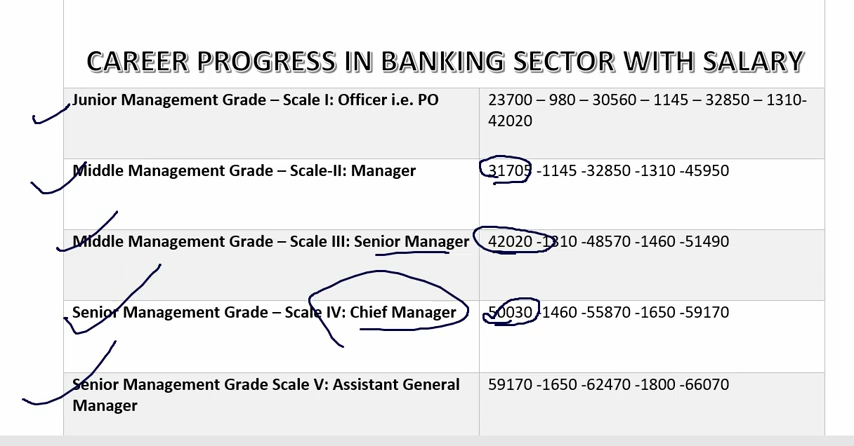 CAREER PROGRESS IN BANKING SECTOR WITH SALARY
Junior Management Grade – Scale I: Officer i.e. PO
23700 – 980 – 30560 – 1145 – 32850 – 1310-
42020
Middle Management Grade – Scale-II: Manager
31705 -1145 -32850 -1310 -45950
Middle Management Grade – Scale III: Senior Manager
42020 -1310 -48570 -1460 -51490
Senior Management Grade – Scale IV: Chief Manager
50030 -1460 -55870 -1650 -59170
Senior Management Grade Scale V: Assistant General
Manager
59170 -1650 -62470 -1800 -66070